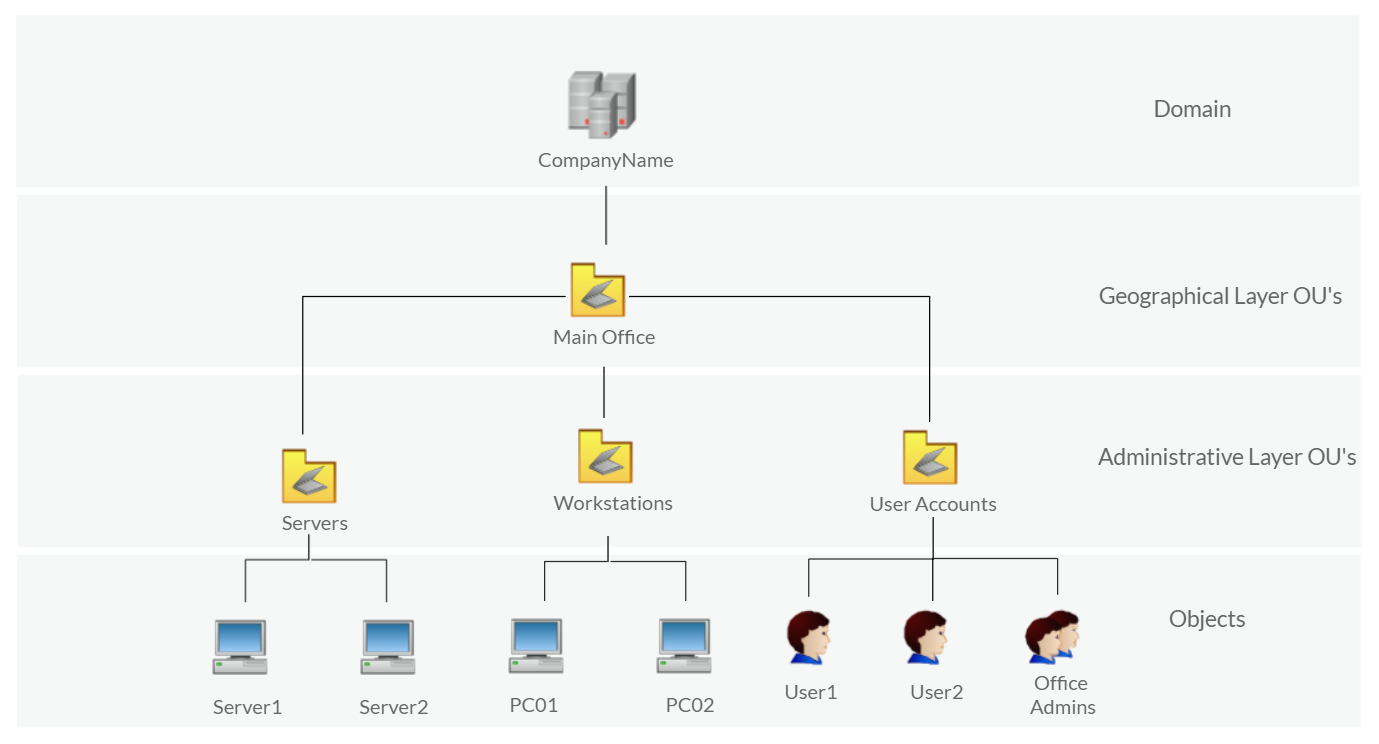 Domain
CompanyName
Geographical Layer OU's
Main Office
Administrative Layer OU's
Servers
Workstations
User Accounts
Objects
Server1
Server2
PC01
PC02
User1
User2
Office
Admins